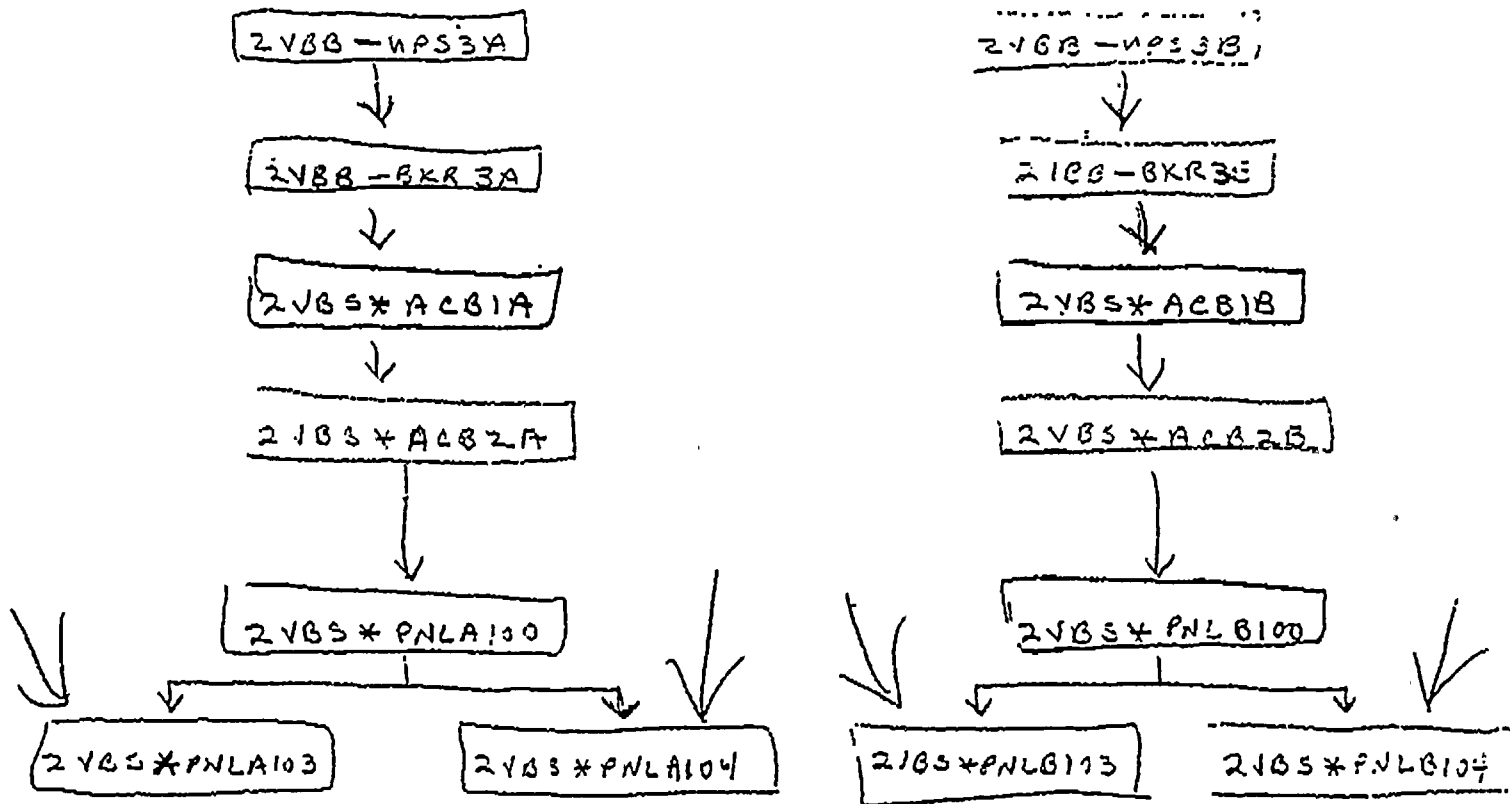 2VBB-UPS3A
2VBB-BKR3A
2VBS*ACB1A
2VBS*ACB2A
2VBS*PNLA100
2VBS*PNLA103
2VBS*PNLA104
2VBB-UPS3B
2VBB-BKR3B
2VBS*ACB1B
2VBS*ACB2B
2VBS*PNLB100
2VBS*PNLB103
2VBS*PNLB104